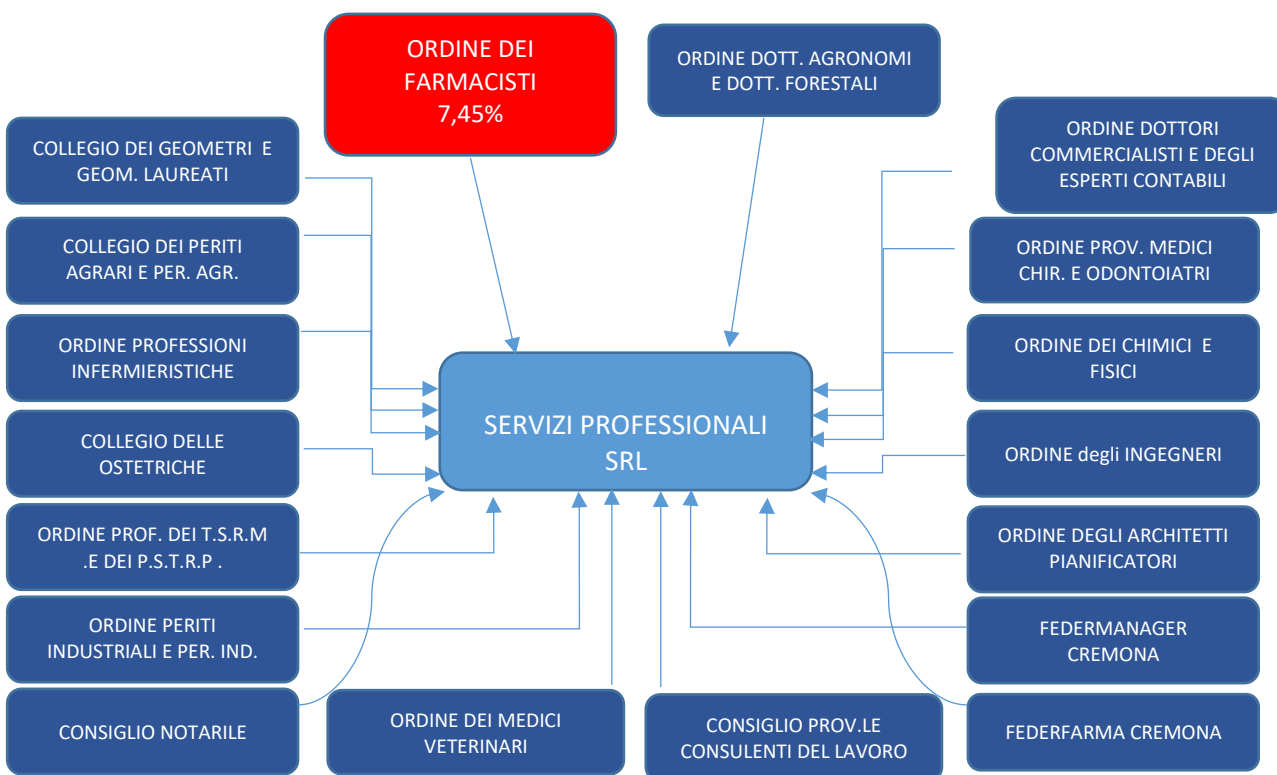 ORDINE DEI
FARMACISTI
7,45%
ORDINE DOTT. AGRONOMI
E DOTT. FORESTALI
COLLEGIO DEI GEOMETRI E
GEOM. LAUREATI
ORDINE DOTTORI
COMMERCIALISTI E DEGLI
ESPERTI CONTABILI
COLLEGIO DEI PERITI
AGRARI E PER. AGR.
ORDINE PROV. MEDICI
CHIR. E ODONTOIATRI
ORDINE PROFESSIONI
INFERMIERISTICHE
ORDINE DEI CHIMICI E
FISICI
SERVIZI PROFESSIONALI
SRL
COLLEGIO DELLE
OSTETRICHE
ORDINE degli INGEGNERI
ORDINE PROF. DEI T.S.R.M
.E DEI P.S.T.R.P .
ORDINE DEGLI ARCHITETTI
PIANIFICATORI
ORDINE PERITI
INDUSTRIALI E PER. IND.
FEDERMANAGER
CREMONA
CONSIGLIO NOTARILE
ORDINE DEI MEDICI
VETERINARI
CONSIGLIO PROV.LE
CONSULENTI DEL LAVORO
FEDERFARMA CREMONA